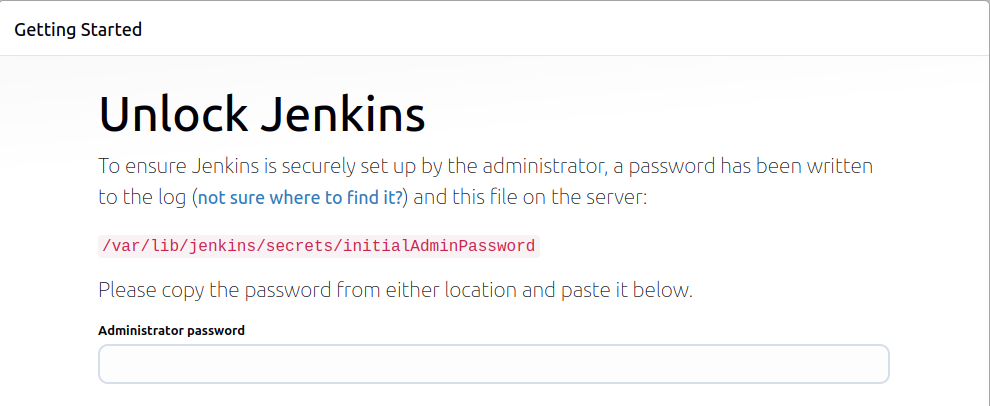 Getting Started
Unlock Jenkins
To ensure Jenkins is securely set up by the administrator, a password has been written
to the log (not sure where to find it?) and this file on the server:
/var/lib/jenkins/secrets/initialAdminPassword
Please copy the password from either location and paste it below.
Administrator password